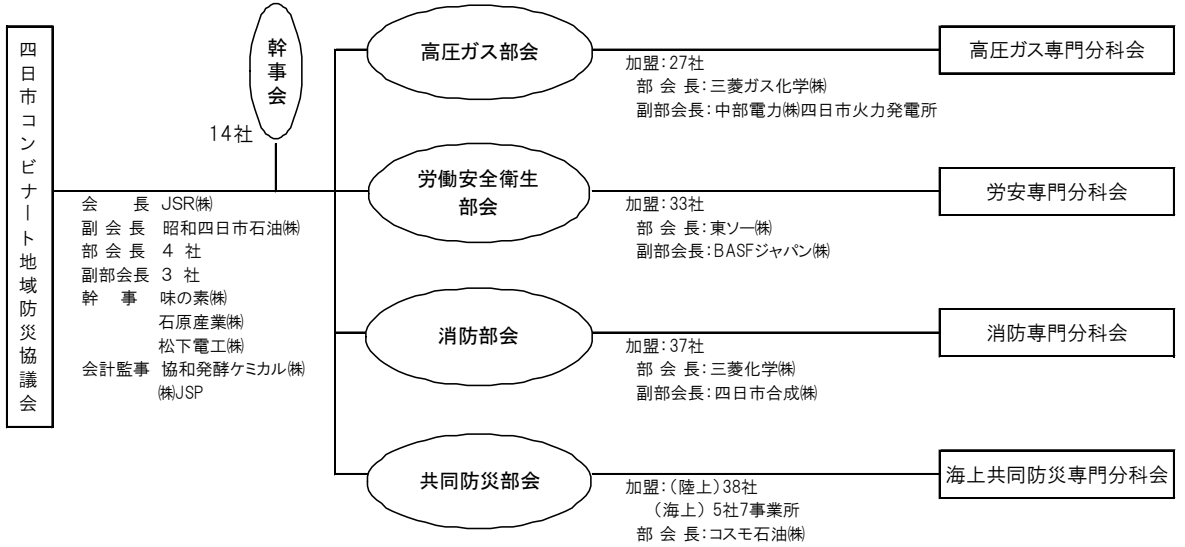 四日市コンビナート地域防災協議会
幹事会
14社
会　　長　JSR㈱
副 会 長　昭和四日市石油㈱
部 会 長　４　社
副部会長　３　社
幹　　事　味の素㈱
石原産業㈱
松下電工㈱
会計監事　協和発酵ケミカル㈱
㈱JSP
高圧ガス部会
加盟：27社
部 会 長：三菱ガス化学㈱
副部会長：中部電力㈱四日市火力発電所
高圧ガス専門分科会
労働安全衛生
部会
加盟：33社
部 会 長：東ソー㈱
副部会長：BASFジャパン㈱
労安専門分科会
消防部会
加盟：37社
部 会 長：三菱化学㈱
副部会長：四日市合成㈱
消防専門分科会
共同防災部会
加盟：（陸上）38社
（海上） 5社7事業所
部 会 長：コスモ石油㈱
海上共同防災専門分科会